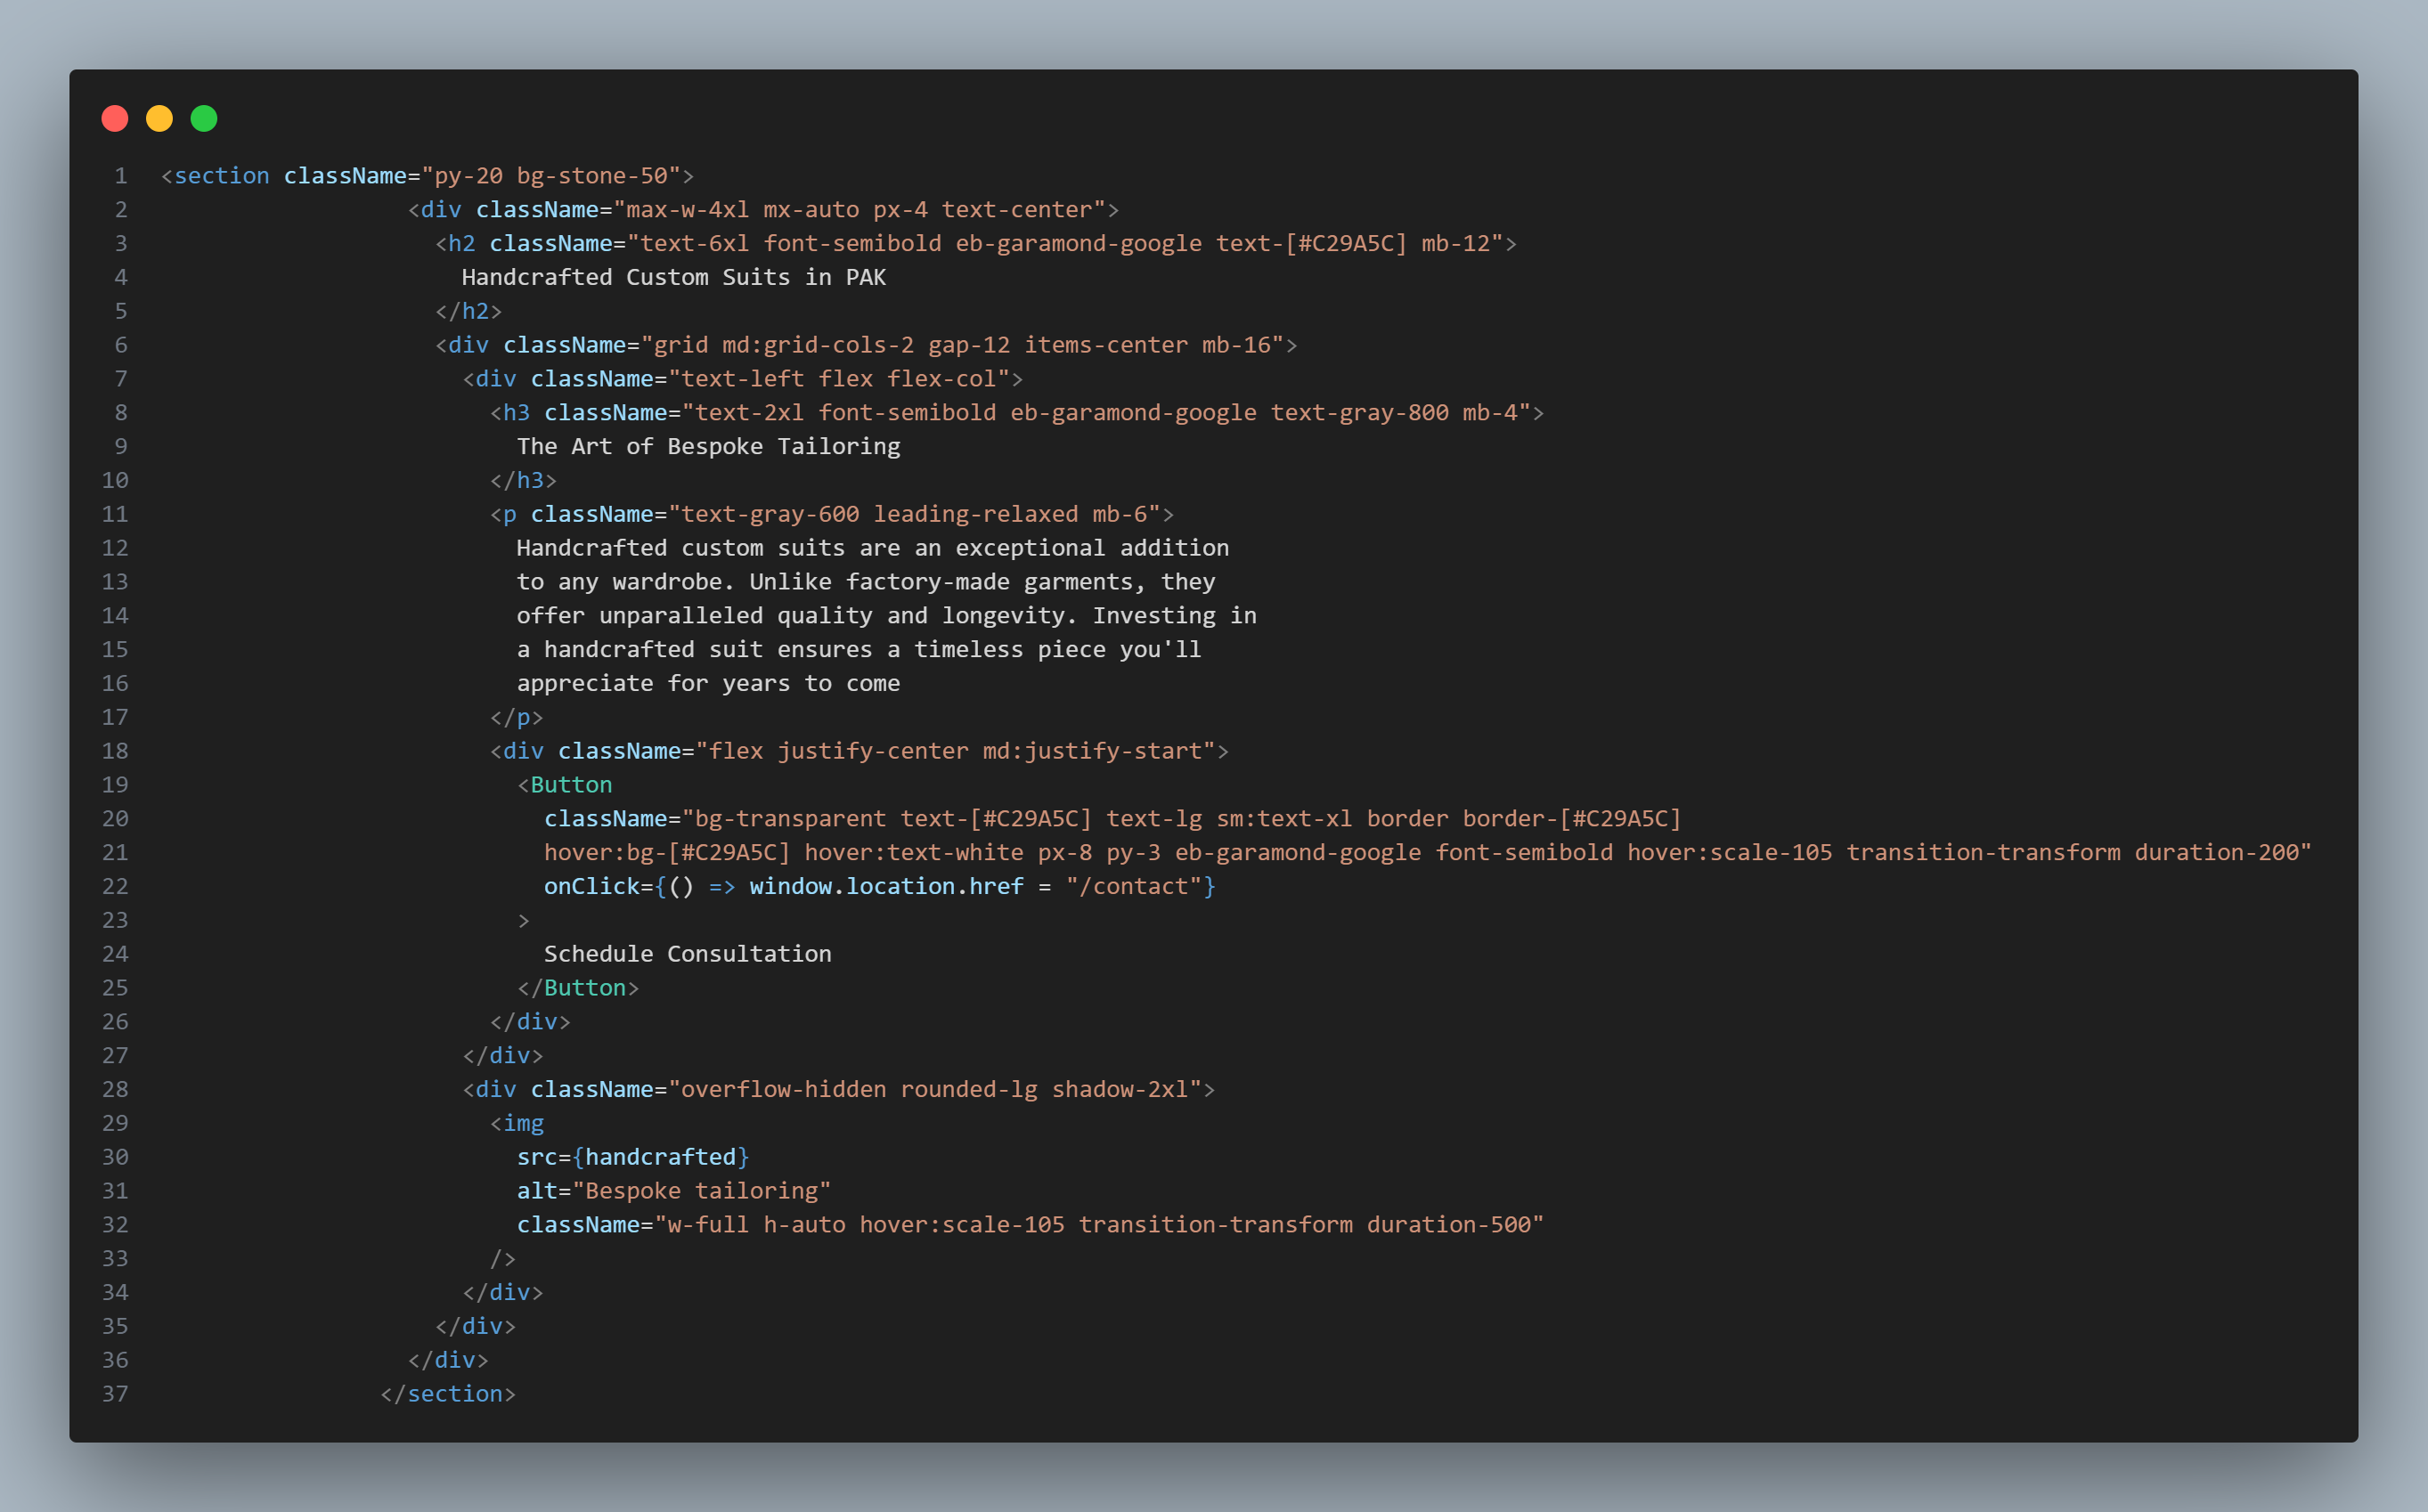 1 <section className="py-20 bg-stone-50">
2 <div className="max-w-4xl mx-auto px-4 text-center">
3 <h2 className="text-6xl font-semibold eb-garamond-google text-[#C29A5C] mb-12">
4 Handcrafted Custom Suits in PAK
5 </h2>
6 <div className="grid md:grid-cols-2 gap-12 items-center mb-16">
7 <div className="text-left flex flex-col">
8 <h3 className="text-2xl font-semibold eb-garamond-google text-gray-800 mb-4">
9 The Art of Bespoke Tailoring
10 </h3>
11 <p className="text-gray-600 leading-relaxed mb-6">
12 Handcrafted custom suits are an exceptional addition
13 to any wardrobe. Unlike factory-made garments, they
14 offer unparalleled quality and longevity. Investing in
15 a handcrafted suit ensures a timeless piece you'll
16 appreciate for years to come
17 </p>
18 <div className="flex justify-center md:justify-start">
19 <Button
20 className="bg-transparent text-[#C29A5C] text-lg sm:text-xl border border-[#C29A5C]
21 hover:bg-[#C29A5C] hover:text-white px-8 py-3 eb-garamond-google font-semibold hover:scale-105 transition-transform duration-200"
22 onClick={() => window.location.href = "/contact"}
23 >
24 Schedule Consultation
25 </Button>
26 </div>
27 </div>
28 <div className="overflow-hidden rounded-lg shadow-2xl">
29 <img
30 src={handcrafted}
31 alt="Bespoke tailoring"
32 className="w-full h-auto hover:scale-105 transition-transform duration-500"
33 />
34 </div>
35 </div>
36 </div>
37 </section>